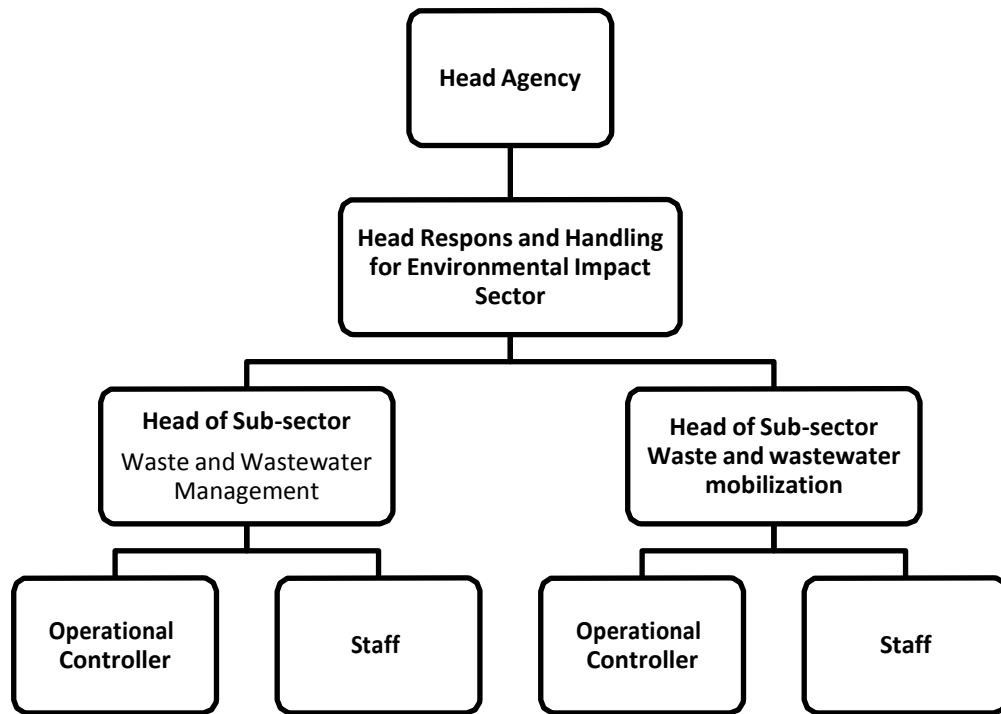 Head Agency
Head Respons and Handling
for Environmental Impact
Sector
Head of Sub-sector
Waste and Wastewater
Management
Head of Sub-sector
Waste and wastewater
mobilization
Operational
Controller
Staff
Operational
Controller
Staff